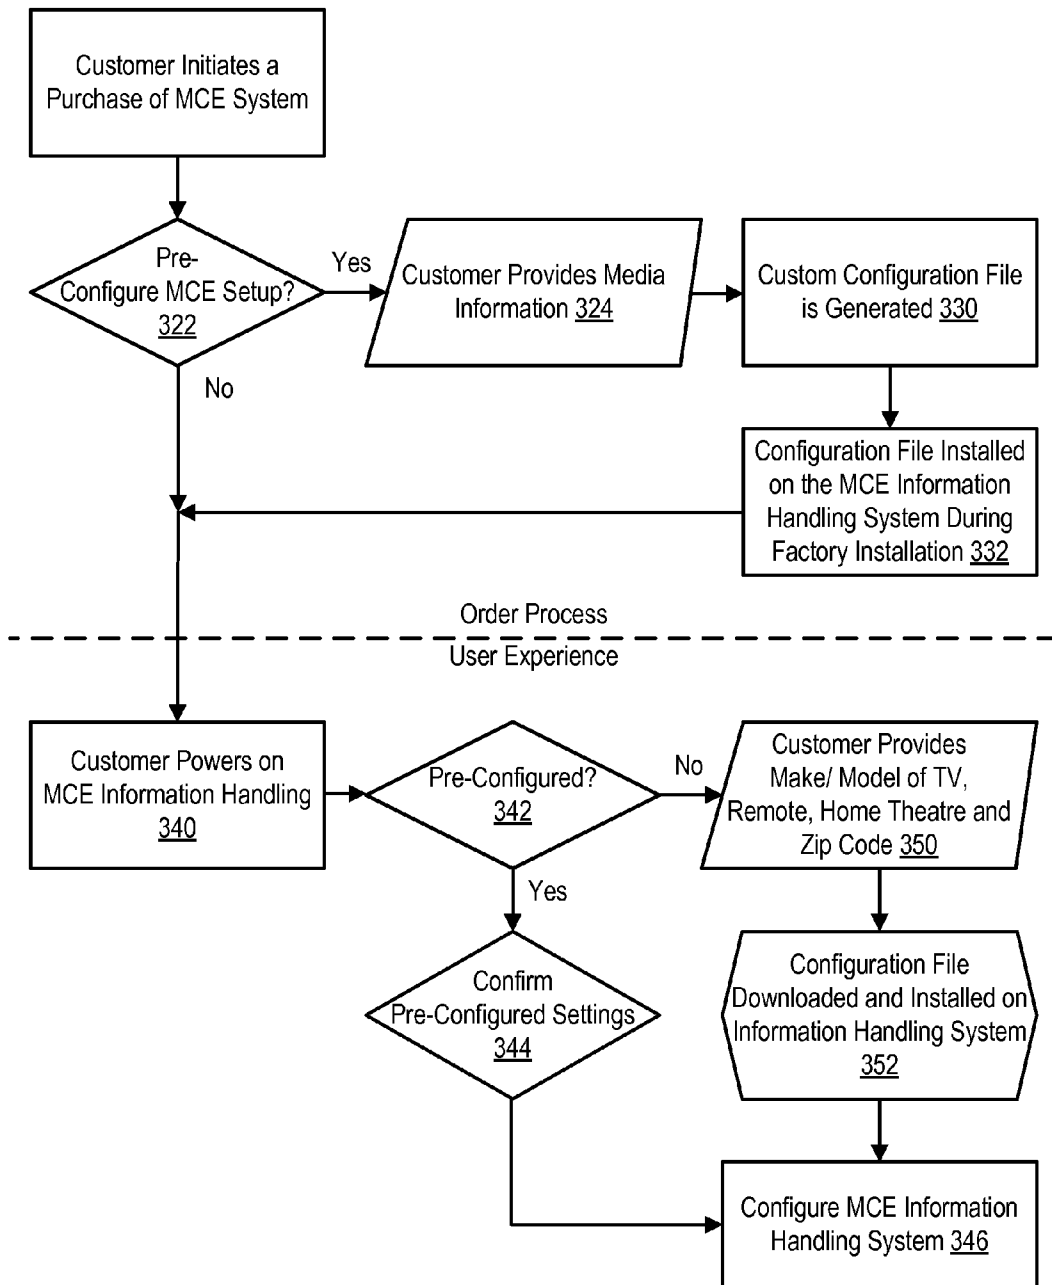 Customer Initiates a
Purchase of MCE System
Pre-
Configure MCE Setup?
322
Yes
No
Customer Provides Media
Information 324
Custom Configuration File
is Generated 330
Configuration File Installed
on the MCE Information
Handling System During
Factory Installation 332
Order Process
User Experience
Customer Powers on
MCE Information Handling
340
Pre-Configured?
342
No
Yes
Customer Provides
Make/ Model of TV,
Remote, Home Theatre and
Zip Code 350
Confirm
Pre-Configured Settings
344
Configuration File
Downloaded and Installed on
Information Handling System
352
Configure MCE Information
Handling System 346